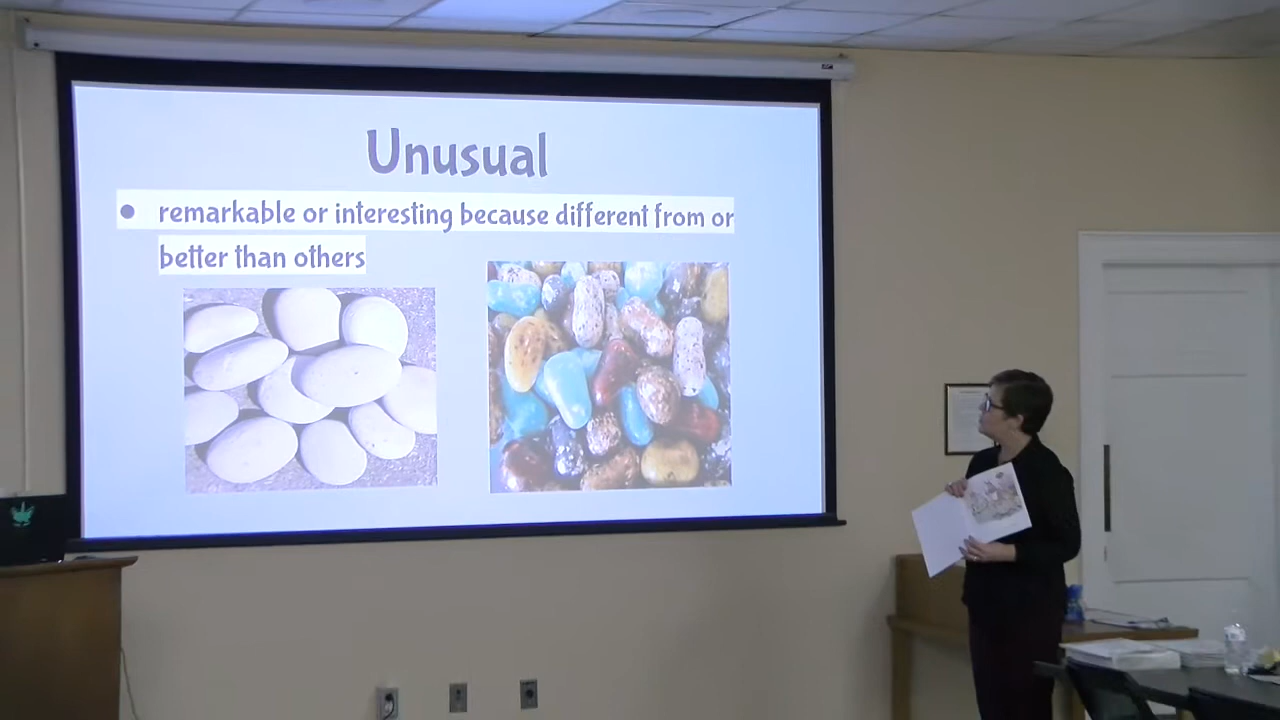 Unusual
• remarkable or interesting because different from or
better than others